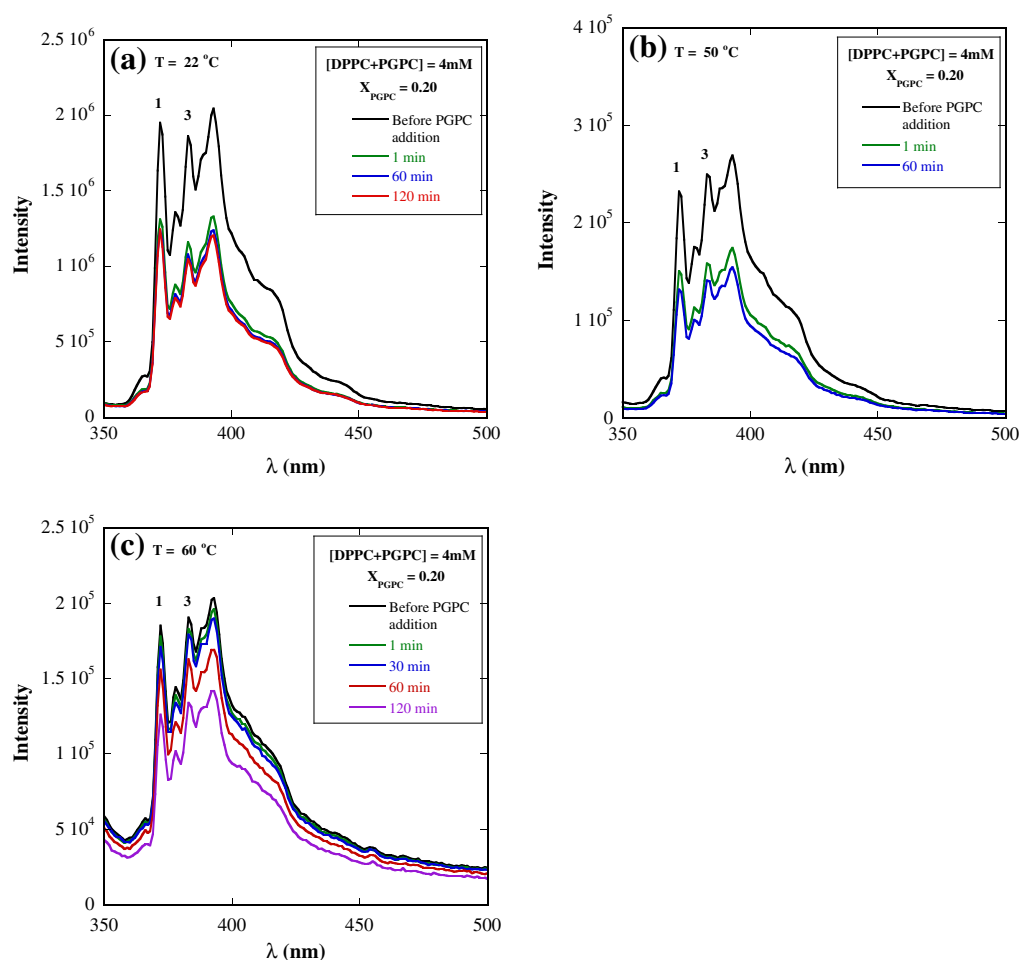 (a) T = 22 °C
[DPPC+PGPC] = 4mM
X_PGPC = 0.20
Before PGPC
addition
1 min
60 min
120 min
1
3
2.5 10^6
2 10^6
1.5 10^6
1 10^6
5 10^5
0
Intensity
350
400
450
500
λ (nm)
(b) T = 50 °C
[DPPC+PGPC] = 4mM
X_PGPC = 0.20
Before PGPC
addition
1 min
60 min
1
3
4 10^5
3 10^5
2 10^5
1 10^5
0
Intensity
350
400
450
500
λ (nm)
(c) T = 60 °C
[DPPC+PGPC] = 4mM
X_PGPC = 0.20
Before PGPC
addition
1 min
30 min
60 min
120 min
1
3
2.5 10^5
2 10^5
1.5 10^5
1 10^5
5 10^4
0
Intensity
350
400
450
500
λ (nm)